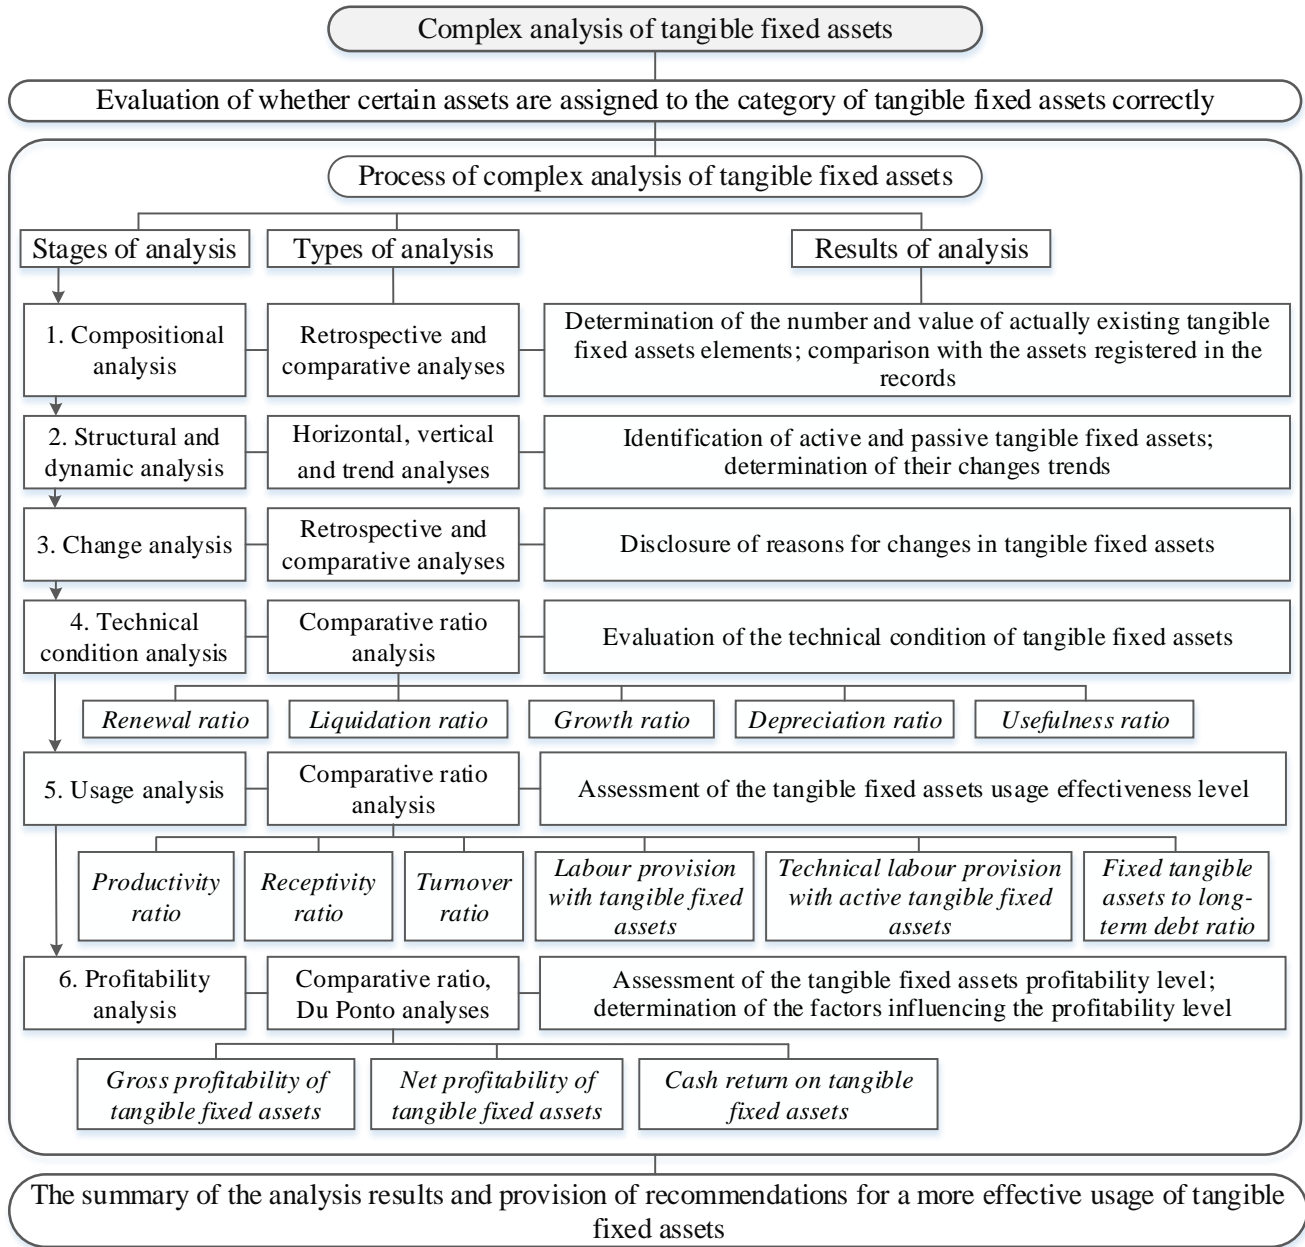 Complex analysis of tangible fixed assets
Evaluation of whether certain assets are assigned to the category of tangible fixed assets correctly
Process of complex analysis of tangible fixed assets
Stages of analysis
Types of analysis
Results of analysis
1. Compositional
analysis
Retrospective and
comparative analyses
Determination of the number and value of actually existing tangible
fixed assets elements; comparison with the assets registered in the
records
2. Structural and
dynamic analysis
Horizontal, vertical
and trend analyses
Identification of active and passive tangible fixed assets;
determination of their changes trends
3. Change analysis
Retrospective and
comparative analyses
Disclosure of reasons for changes in tangible fixed assets
4. Technical
condition analysis
Comparative ratio
analysis
Evaluation of the technical condition of tangible fixed assets
Renewal ratio
Liquidation ratio
Growth ratio
Depreciation ratio
Usefulness ratio
5. Usage analysis
Comparative ratio
analysis
Assessment of the tangible fixed assets usage effectiveness level
Productivity
ratio
Receptivity
ratio
Turnover
ratio
Labour provision
with tangible fixed
assets
Technical labour provision
with active tangible fixed
assets
Fixed tangible
assets to long-
term debt ratio
6. Profitability
analysis
Comparative ratio,
Du Ponto analyses
Assessment of the tangible fixed assets profitability level;
determination of the factors influencing the profitability level
Gross profitability of
tangible fixed assets
Net profitability of
tangible fixed assets
Cash return on tangible
fixed assets
The summary of the analysis results and provision of recommendations for a more effective usage of tangible
fixed assets